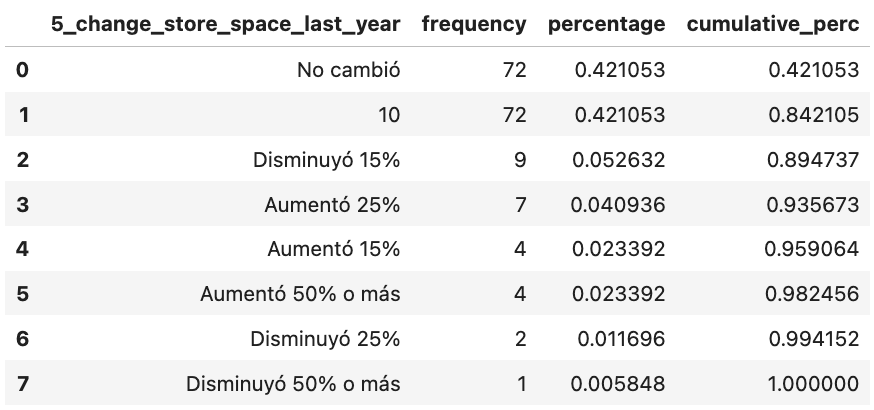 5_change_store_space_last_year frequency percentage cumulative_perc
0 No cambió 72 0.421053 0.421053
1 10 72 0.421053 0.842105
2 Disminuyó 15% 9 0.052632 0.894737
3 Aumentó 25% 7 0.040936 0.935673
4 Aumentó 15% 4 0.023392 0.959064
5 Aumentó 50% o más 4 0.023392 0.982456
6 Disminuyó 25% 2 0.011696 0.994152
7 Disminuyó 50% o más 1 0.005848 1.000000